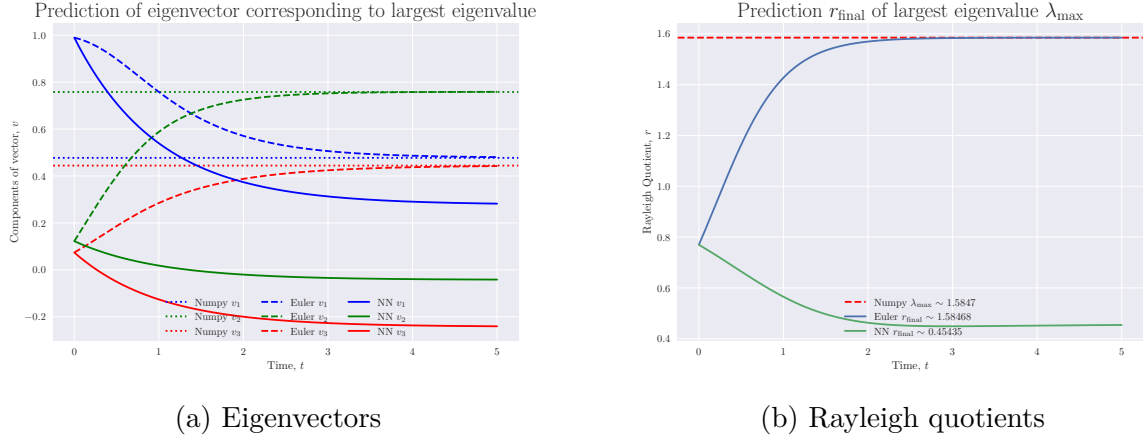 Prediction of eigenvector corresponding to largest eigenvalue
1.0
0.8
0.6
0.4
0.2
0.0
−0.2
Components of vector, v
Numpy v₁
Numpy v₂
Numpy v₃
Euler v₁
Euler v₂
Euler v₃
NN v₁
NN v₂
NN v₃
0 1 2 3 4 5
Time, t
(a) Eigenvectors
Prediction r_final of largest eigenvalue λ_max
1.6
1.4
1.2
1.0
0.8
0.6
0.4
Rayleigh Quotient, r
Numpy λ_max ∼ 1.5847
Euler r_final ∼ 1.58468
NN r_final ∼ 0.45435
0 1 2 3 4 5
Time, t
(b) Rayleigh quotients